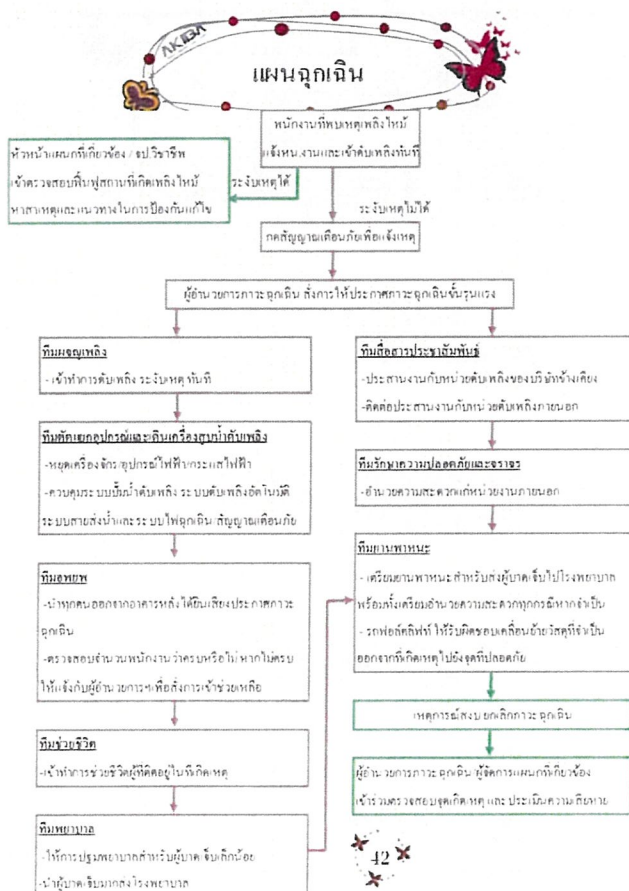 AKIBA
แผนฉุกเฉิน
พนักงานที่พบเหตุเพลิงไหม้
แจ้งหน.งานและเข้าดับเพลิงทันที
หัวหน้าแผนกที่เกี่ยวข้อง / จป.วิชาชีพ
เข้าตรวจสอบฟื้นฟูสถานที่เกิดเพลิงไหม้
หาสาเหตุและแนวทางในการป้องกันแก้ไข
ระงับเหตุได้
ระงับเหตุไม่ได้
กดสัญญาณเตือนภัยเพื่อแจ้งเหตุ
ผู้อำนวยการภาวะฉุกเฉิน สั่งการให้ประกาศภาวะฉุกเฉินขั้นรุนแรง
ทีมผจญเพลิง
- เข้าทำการดับเพลิง ระงับเหตุ ทันที
ทีมตัดแยกอุปกรณ์และเดินเครื่องสูบน้ำดับเพลิง
-หยุดเครื่องจักร/อุปกรณ์ไฟฟ้า/กระแสไฟฟ้า
-ควบคุมระบบปั๊มน้ำดับเพลิง ระบบดับเพลิงอัตโนมัติ
ระบบสายส่งน้ำและระบบไฟฉุกเฉิน สัญญาณเตือนภัย
ทีมอพยพ
-นำทุกคนออกจากอาคารหลังได้ยินเสียงประกาศภาวะ
ฉุกเฉิน
-ตรวจสอบจำนวนพนักงานว่าครบหรือไม่ หากไม่ครบ
ให้แจ้งกับผู้อำนวยการฯเพื่อสั่งการเข้าช่วยเหลือ
ทีมช่วยชีวิต
-เข้าทำการช่วยชีวิตผู้ที่ติดอยู่ในที่เกิดเหตุ
ทีมพยาบาล
-ให้การปฐมพยาบาลสำหรับผู้บาดเจ็บเล็กน้อย
-นำผู้บาดเจ็บมากส่งโรงพยาบาล
ทีมสื่อสารประชาสัมพันธ์
-ประสานงานกับหน่วยดับเพลิงของบริษัทข้างเคียง
-ติดต่อประสานงานกับหน่วยดับเพลิงภายนอก
ทีมรักษาความปลอดภัยและจราจร
-อำนวยความสะดวกแก่หน่วยงานภายนอก
ทีมยานพาหนะ
- เตรียมยานพาหนะ สำหรับส่งผู้บาดเจ็บไปโรงพยาบาล
พร้อมทั้งเตรียมอำนวยความสะดวกทุกกรณีหากจำเป็น
- รถฟอล์คลิฟท์ ให้รับผิดชอบเคลื่อนย้ายวัสดุที่จำเป็น
ออกจากที่เกิดเหตุไปยังจุดที่ปลอดภัย
เหตุการณ์สงบ ยกเลิกภาวะฉุกเฉิน
ผู้อำนวยการภาวะฉุกเฉิน/ผู้จัดการแผนกที่เกี่ยวข้อง
เข้าร่วมตรวจสอบจุดเกิดเหตุ และ ประเมินความเสียหาย
42